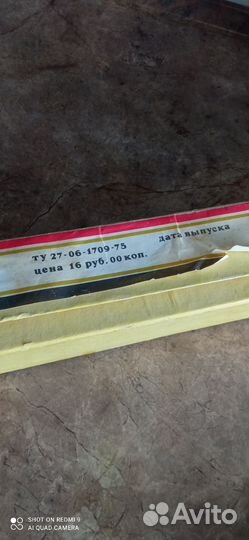 ту 27-06-1709-75 дата выпуска
цена 16 руб. 00 коп.
SHOT ON REDMI 9
AI QUAD CAMERA
Avito